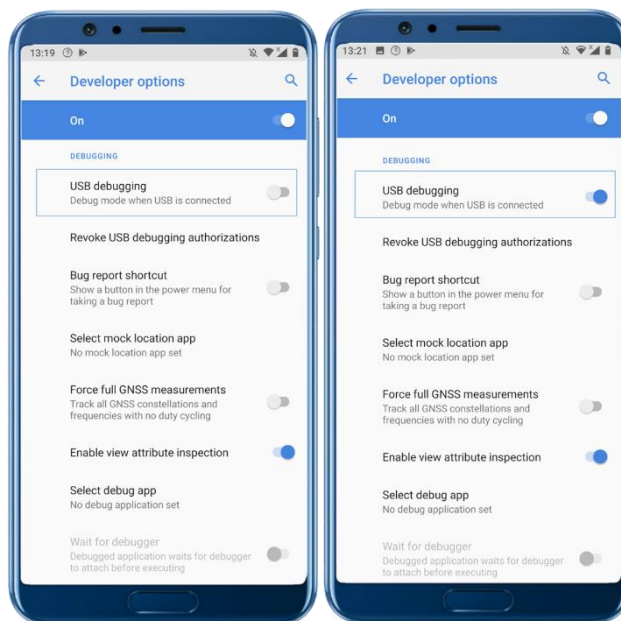 13:19
Developer options
On
DEBUGGING
USB debugging
Debug mode when USB is connected
Revoke USB debugging authorizations
Bug report shortcut
Show a button in the power menu for
taking a bug report
Select mock location app
No mock location app set
Force full GNSS measurements
Track all GNSS constellations and
frequencies with no duty cycling
Enable view attribute inspection
Select debug app
No debug application set
Wait for debugger
Debugged application waits for debugger
to attach before executing
13:21
Developer options
On
DEBUGGING
USB debugging
Debug mode when USB is connected
Revoke USB debugging authorizations
Bug report shortcut
Show a button in the power menu for
taking a bug report
Select mock location app
No mock location app set
Force full GNSS measurements
Track all GNSS constellations and
frequencies with no duty cycling
Enable view attribute inspection
Select debug app
No debug application set
Wait for debugger
Debugged application waits for debugger
to attach before executing